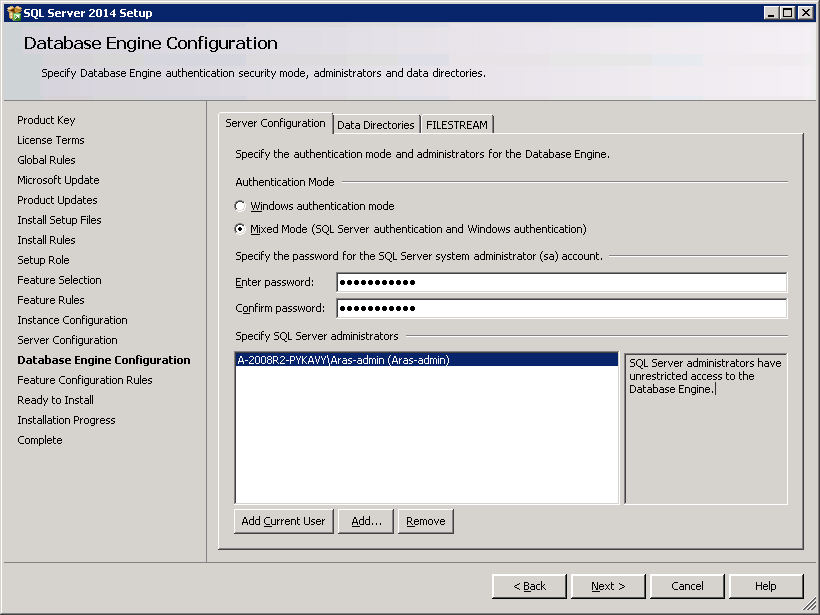 SQL Server 2014 Setup
Database Engine Configuration
Specify Database Engine authentication security mode, administrators and data directories.
Product Key
License Terms
Global Rules
Microsoft Update
Product Updates
Install Setup Files
Install Rules
Setup Role
Feature Selection
Feature Rules
Instance Configuration
Server Configuration
Database Engine Configuration
Feature Configuration Rules
Ready to Install
Installation Progress
Complete
Server Configuration Data Directories FILESTREAM
Specify the authentication mode and administrators for the Database Engine.
Authentication Mode
Windows authentication mode
Mixed Mode (SQL Server authentication and Windows authentication)
Specify the password for the SQL Server system administrator (sa) account.
Enter password: ●●●●●●●●●●●
Confirm password: ●●●●●●●●●●●
Specify SQL Server administrators
A-2008R2-PYKAVY\Aras-admin (Aras-admin)
SQL Server administrators have
unrestricted access to the
Database Engine.
Add Current User Add... Remove
< Back Next > Cancel Help